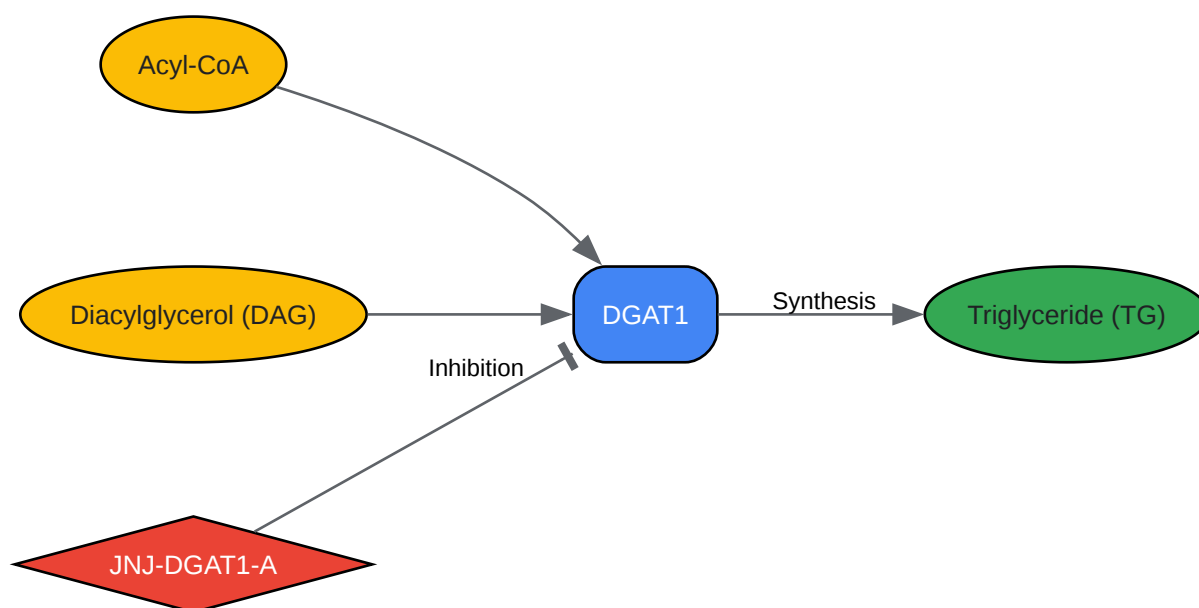 Acyl-CoA
Diacylglycerol (DAG)
DGAT1
Synthesis
Triglyceride (TG)
Inhibition
JNJ-DGAT1-A